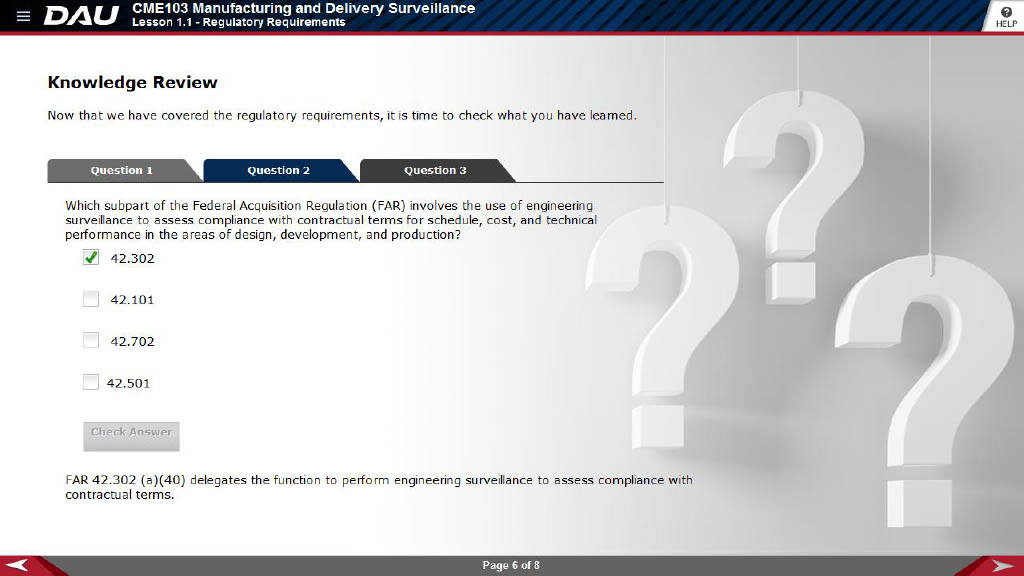 DAU
CME103 Manufacturing and Delivery Surveillance
Lesson 1.1 - Regulatory Requirements
HELP
Knowledge Review
Now that we have covered the regulatory requirements, it is time to check what you have learned.
Question 1
Question 2
Question 3
Which subpart of the Federal Acquisition Regulation (FAR) involves the use of engineering
surveillance to assess compliance with contractual terms for schedule, cost, and technical
performance in the areas of design, development, and production?
42.302
42.101
42.702
42.501
Check Answer
FAR 42.302 (a)(40) delegates the function to perform engineering surveillance to assess compliance with
contractual terms.
Page 6 of 8